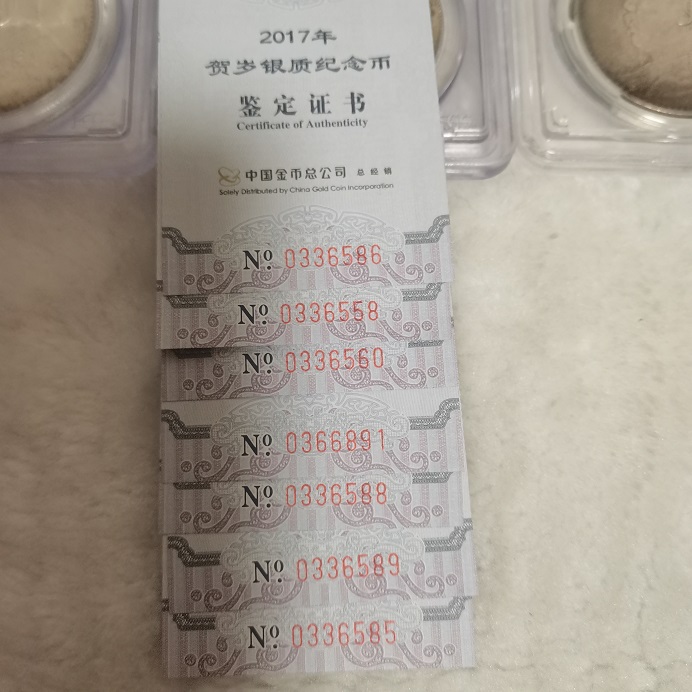 2017年
贺岁银质纪念币
鉴定证书
Certificate of Authenticity
中国金币总公司 总经销
Solely Distributed by China Gold Coin Incorporation
Nº 0336586
Nº 0336558
Nº 0336560
Nº 0366891
Nº 0336588
Nº 0336589
Nº 0336585